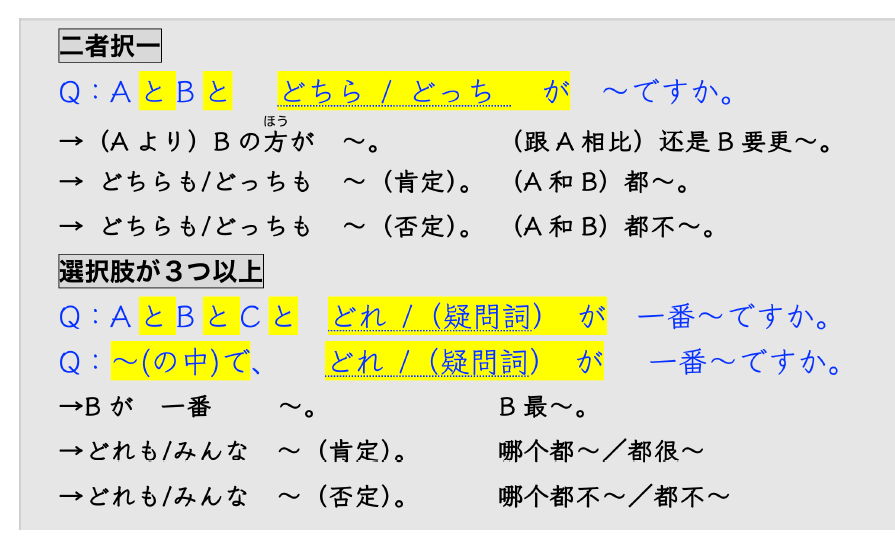 二者択一
Q：AとBと　どちら / どっち　が　～ですか。
→（Aより）Bの方(ほう)が　～。　（跟A相比）还是B要更～。
→ どちらも/どっちも　～（肯定）。　（A和B）都～。
→ どちらも/どっちも　～（否定）。　（A和B）都不～。
選択肢が３つ以上
Q：AとBとCと　どれ /（疑問詞）　が　一番～ですか。
Q：～(の中)で、　どれ /（疑問詞）　が　一番～ですか。
→Bが　一番　～。　B最～。
→どれも/みんな　～（肯定）。　哪个都～／都很～
→どれも/みんな　～（否定）。　哪个都不～／都不～